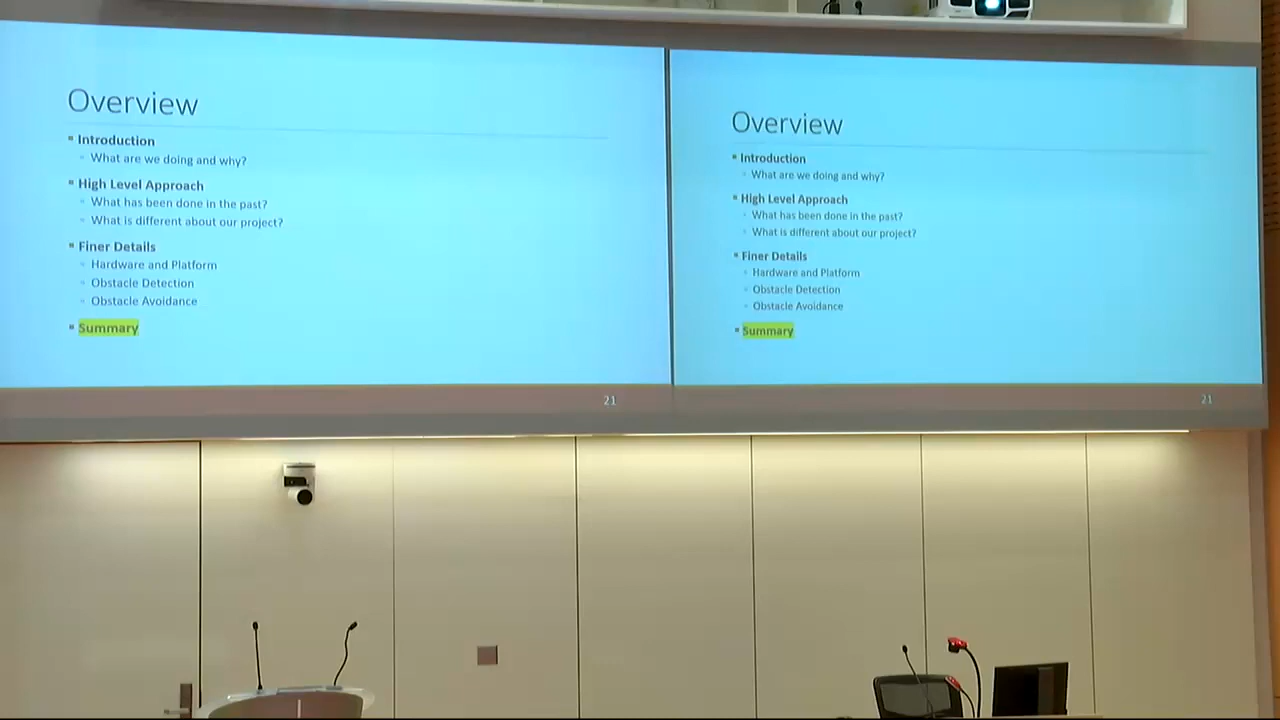 Overview
Introduction
What are we doing and why?
High Level Approach
What has been done in the past?
What is different about our project?
Finer Details
Hardware and Platform
Obstacle Detection
Obstacle Avoidance
Summary
21
Overview
Introduction
What are we doing and why?
High Level Approach
What has been done in the past?
What is different about our project?
Finer Details
Hardware and Platform
Obstacle Detection
Obstacle Avoidance
Summary
21